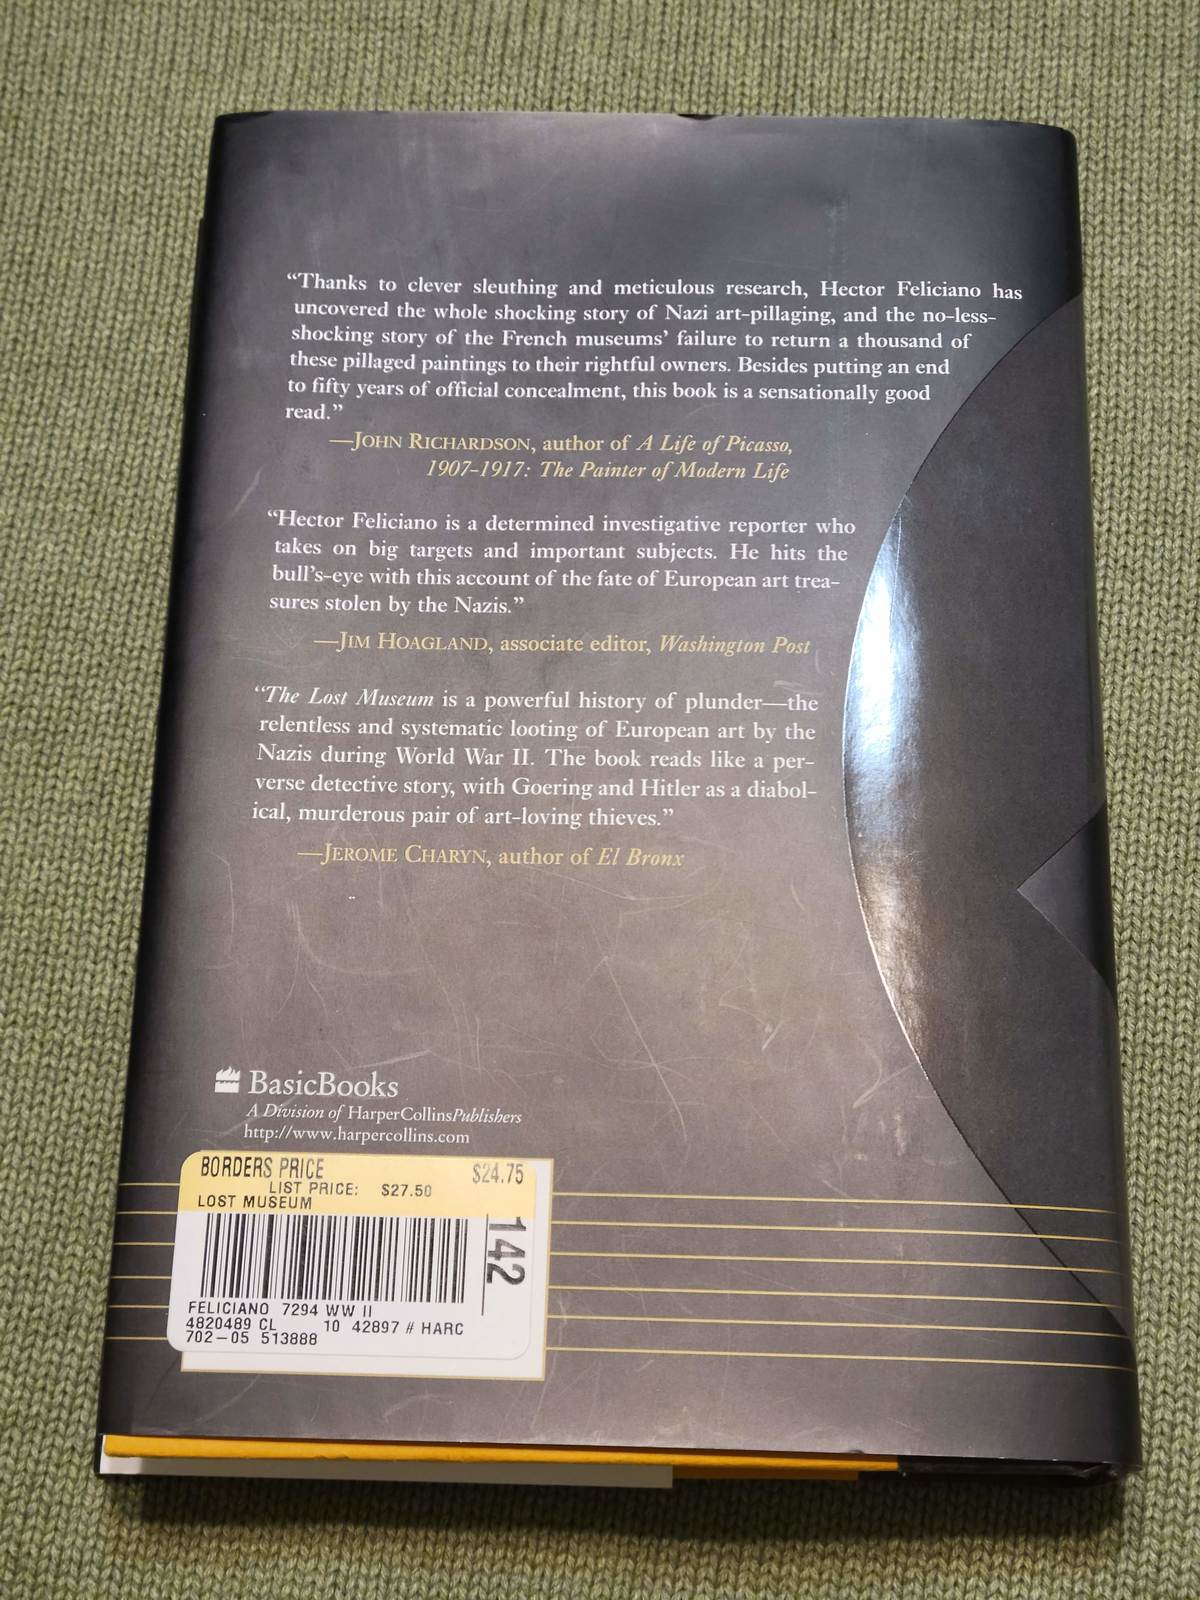 “Thanks to clever sleuthing and meticulous research, Hector Feliciano has
uncovered the whole shocking story of Nazi art-pillaging, and the no-less-
shocking story of the French museums’ failure to return a thousand of
these pillaged paintings to their rightful owners. Besides putting an end
to fifty years of official concealment, this book is a sensationally good
read.”
—JOHN RICHARDSON, author of A Life of Picasso,
1907-1917: The Painter of Modern Life
“Hector Feliciano is a determined investigative reporter who
takes on big targets and important subjects. He hits the
bull’s-eye with this account of the fate of European art trea-
sures stolen by the Nazis.”
—JIM HOAGLAND, associate editor, Washington Post
“The Lost Museum is a powerful history of plunder—the
relentless and systematic looting of European art by the
Nazis during World War II. The book reads like a per-
verse detective story, with Goering and Hitler as a diabol-
ical, murderous pair of art-loving thieves.”
—JEROME CHARYN, author of El Bronx
BasicBooks
A Division of HarperCollinsPublishers
http://www.harpercollins.com
BORDERS PRICE $24.75
LIST PRICE: $27.50
LOST MUSEUM
142
FELICIANO 7294 WW II
4820489 CL 10 42897 # HARC
702-05 513888